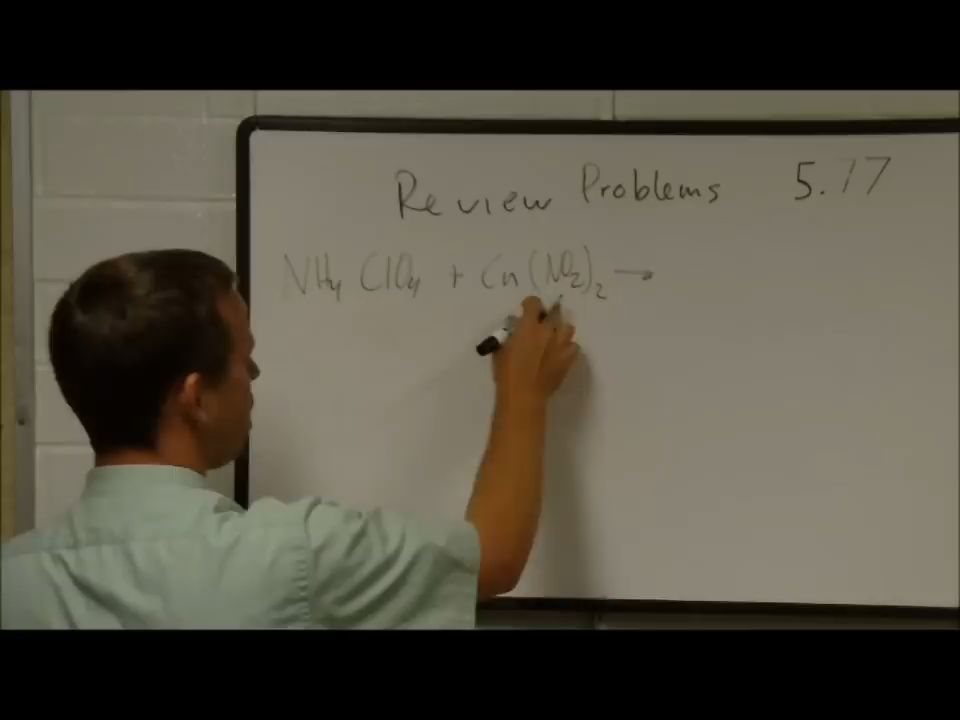 Review Problems 5.17
NH₄ ClO₄ + Cu(NO₂)₂ →